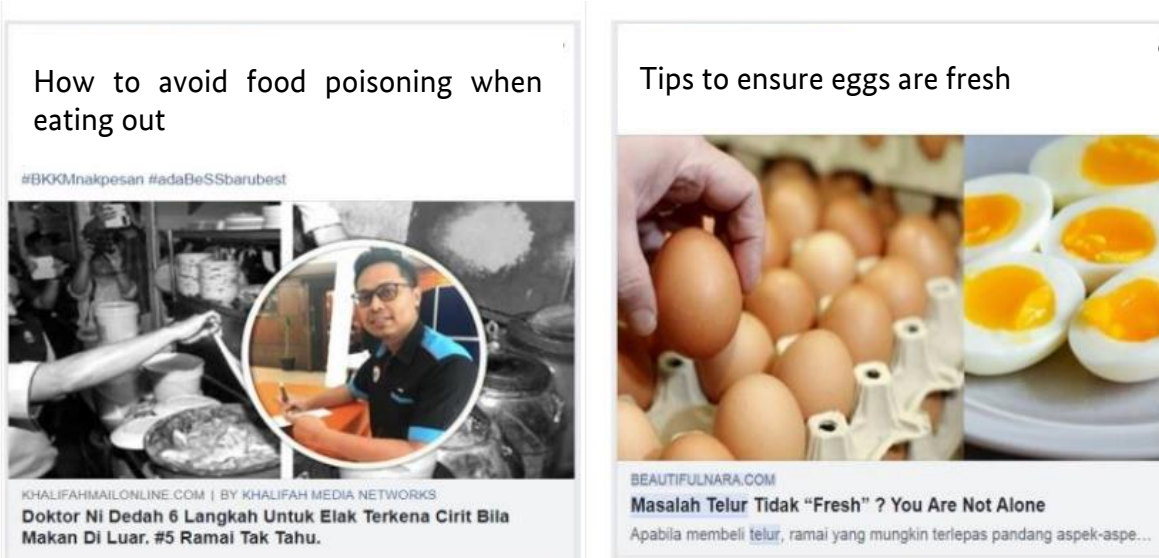 How to avoid food poisoning when
eating out
#BKKMnakpesan #adaBeSSbarubest
KHALIFAHMAILONLINE.COM | BY KHALIFAH MEDIA NETWORKS
Doktor Ni Dedah 6 Langkah Untuk Elak Terkena Cirit Bila
Makan Di Luar. #5 Ramai Tak Tahu.
Tips to ensure eggs are fresh
BEAUTIFULNARA.COM
Masalah Telur Tidak “Fresh” ? You Are Not Alone
Apabila membeli telur, ramai yang mungkin terlepas pandang aspek-aspe...